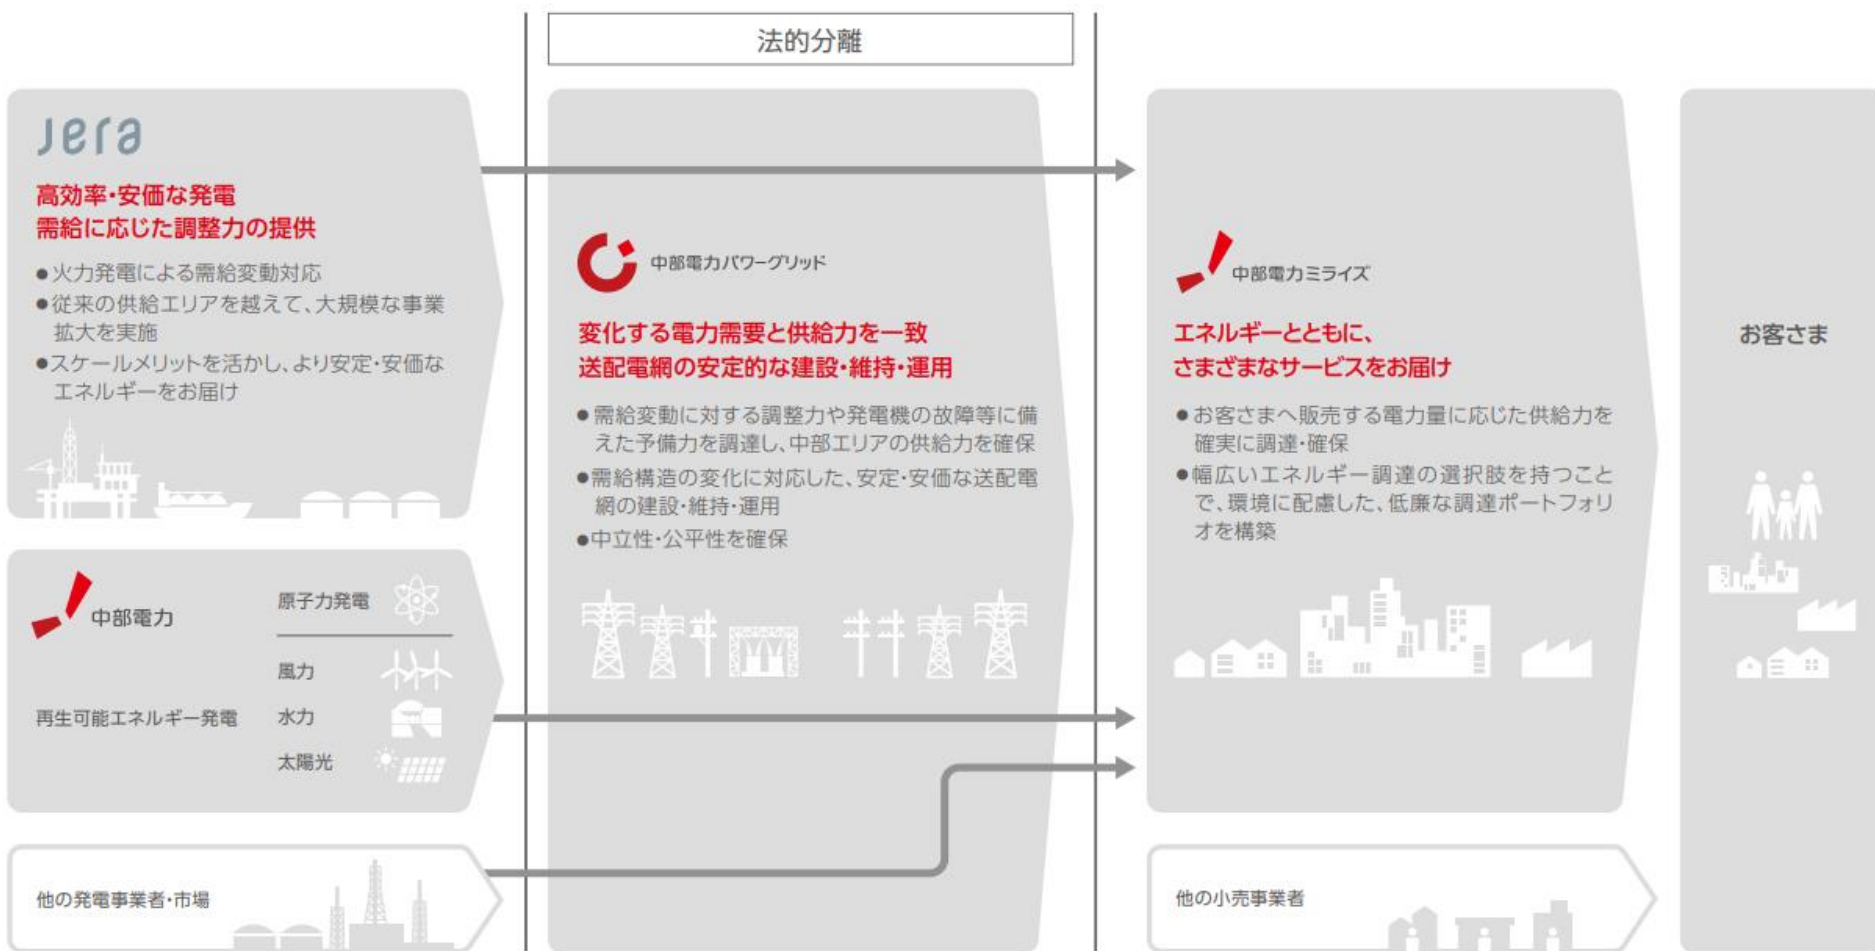 法的分離
Jera
高効率・安価な発電
需給に応じた調整力の提供
●火力発電による需給変動対応
●従来の供給エリアを越えて、大規模な事業
拡大を実施
●スケールメリットを活かし、より安定・安価な
エネルギーをお届け
中部電力
原子力発電
再生可能エネルギー発電
風力
水力
太陽光
他の発電事業者・市場
中部電力パワーグリッド
変化する電力需要と供給力を一致
送配電網の安定的な建設・維持・運用
●需給変動に対する調整力や発電機の故障等に備
えた予備力を調達し、中部エリアの供給力を確保
●需給構造の変化に対応した、安定・安価な送配電
網の建設・維持・運用
●中立性・公平性を確保
中部電力ミライズ
エネルギーとともに、
さまざまなサービスをお届け
●お客さまへ販売する電力量に応じた供給力を
確実に調達・確保
●幅広いエネルギー調達の選択肢を持つこと
で、環境に配慮した、低廉な調達ポートフォリ
オを構築
他の小売事業者
お客さま